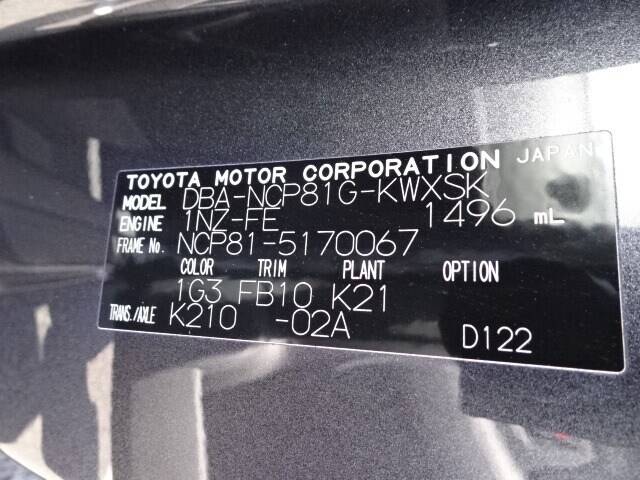 TOYOTA MOTOR CORPORATION JAPAN
MODEL DBA-NCP81G-KWXSK
ENGINE 1NZ-FE 1496 mL
FRAME No. NCP81-5170067
COLOR TRIM PLANT OPTION
1G3 FB10 K21
TRANS./AXLE K210 -02A
D122